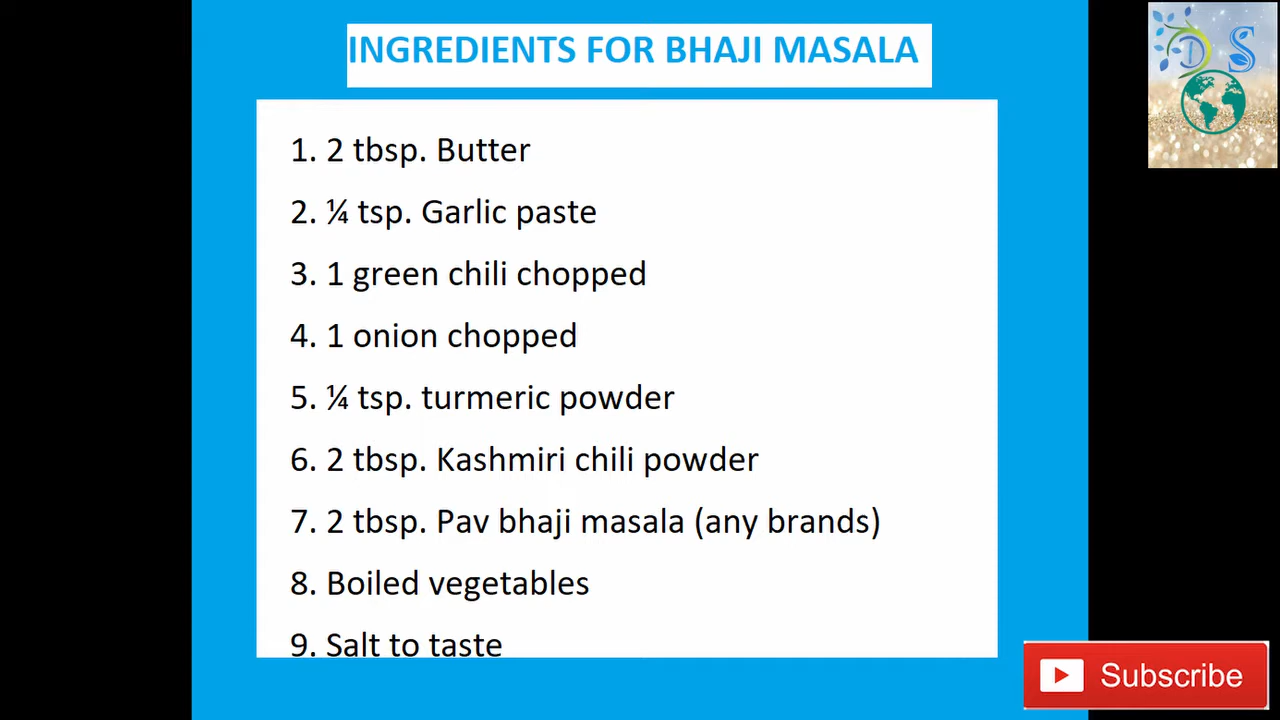 INGREDIENTS FOR BHAJI MASALA
D S
1. 2 tbsp. Butter
2. ¼ tsp. Garlic paste
3. 1 green chili chopped
4. 1 onion chopped
5. ¼ tsp. turmeric powder
6. 2 tbsp. Kashmiri chili powder
7. 2 tbsp. Pav bhaji masala (any brands)
8. Boiled vegetables
9. Salt to taste
Subscribe